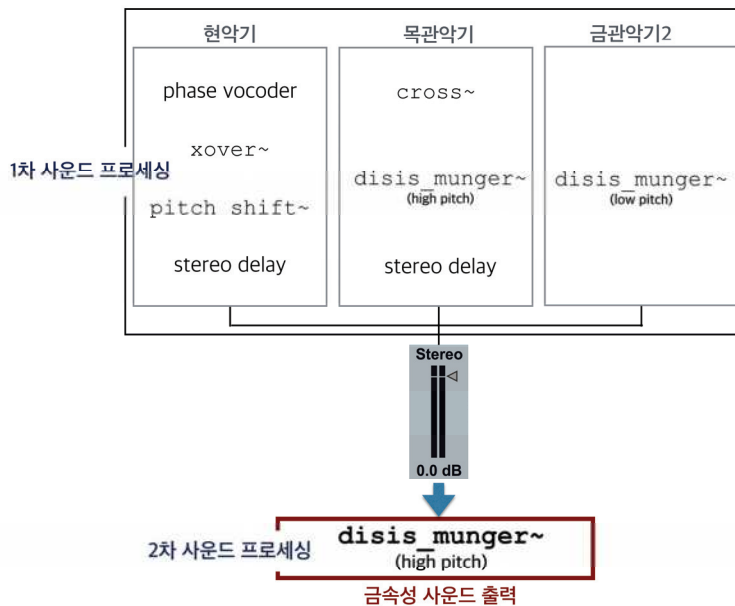 현악기
목관악기
금관악기2
1차 사운드 프로세싱
phase vocoder
xover~
pitch shift~
stereo delay
cross~
disis_munger~
(high pitch)
stereo delay
disis_munger~
(low pitch)
Stereo
0.0 dB
2차 사운드 프로세싱
disis_munger~
(high pitch)
금속성 사운드 출력